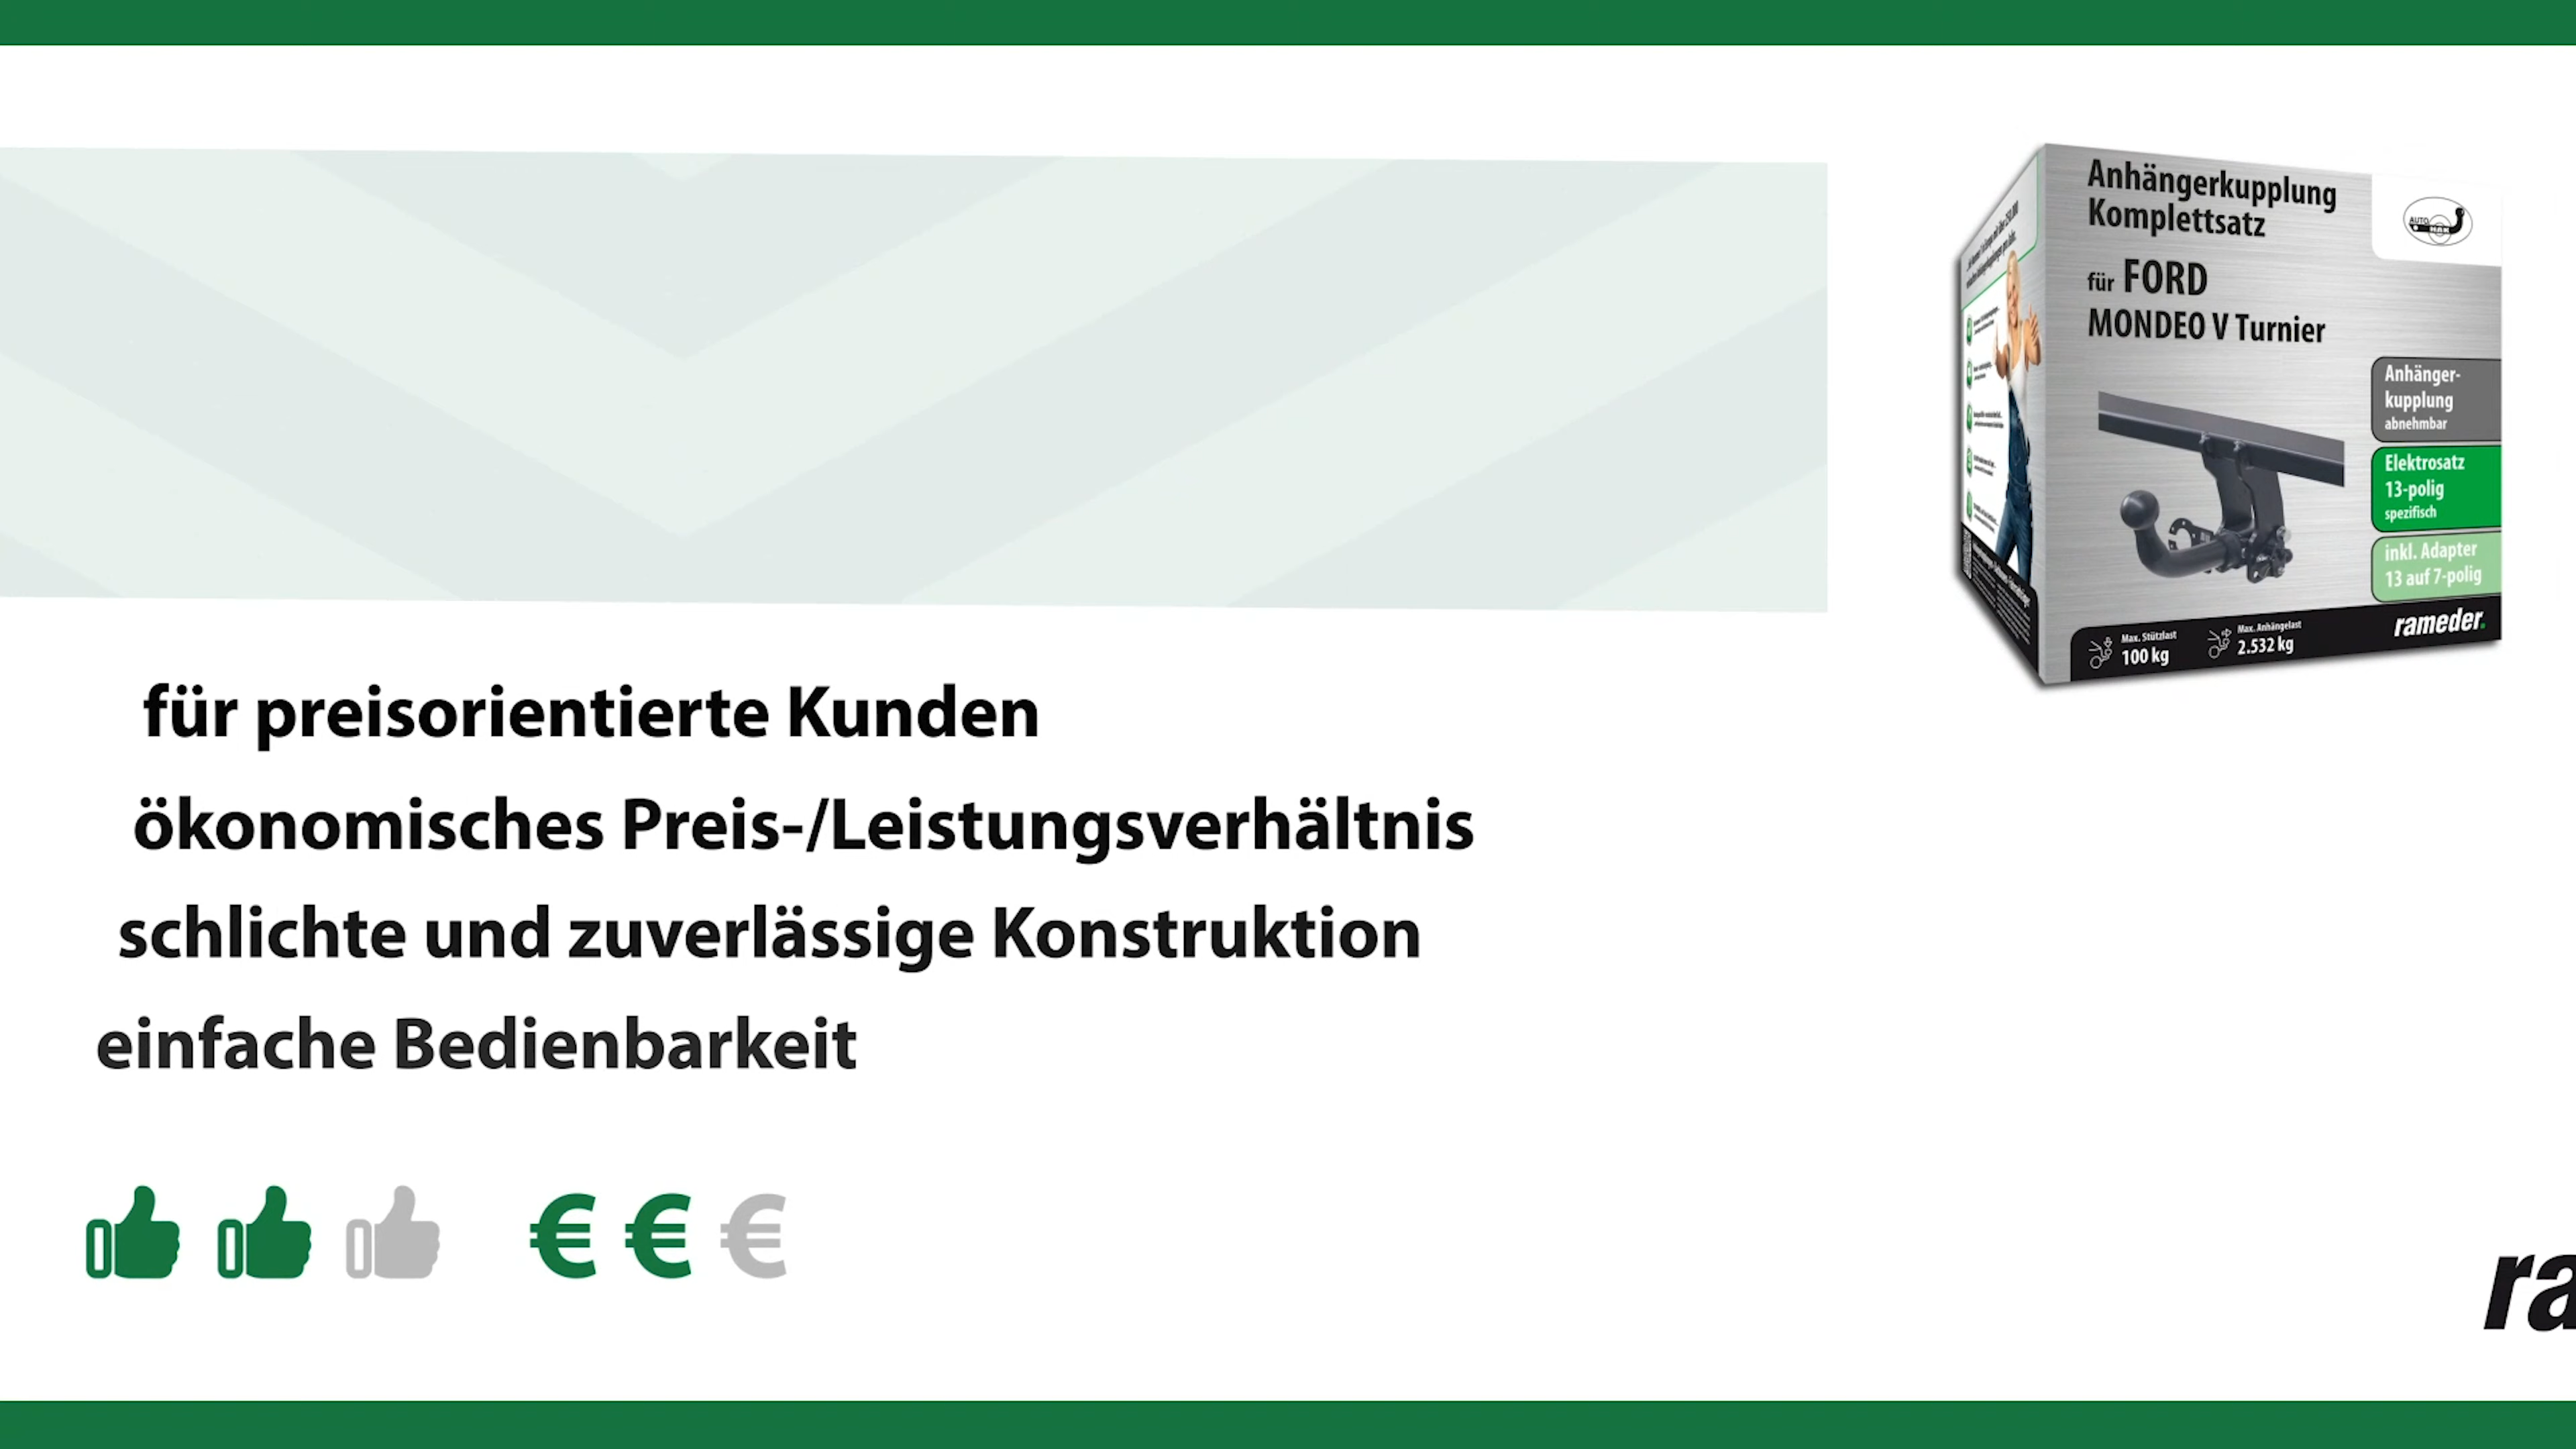 Anhängerkupplung
Komplettsatz
AUTO
HAK
für FORD
MONDEO V Turnier
Anhänger-
kupplung
abnehmbar
Elektrosatz
13-polig
spezifisch
inkl. Adapter
13 auf 7-polig
Max. Stützlast
100 kg
Max. Anhängelast
2.532 kg
rameder.
für preisorientierte Kunden
ökonomisches Preis-/Leistungsverhältnis
schlichte und zuverlässige Konstruktion
einfache Bedienbarkeit
€ € €
ra